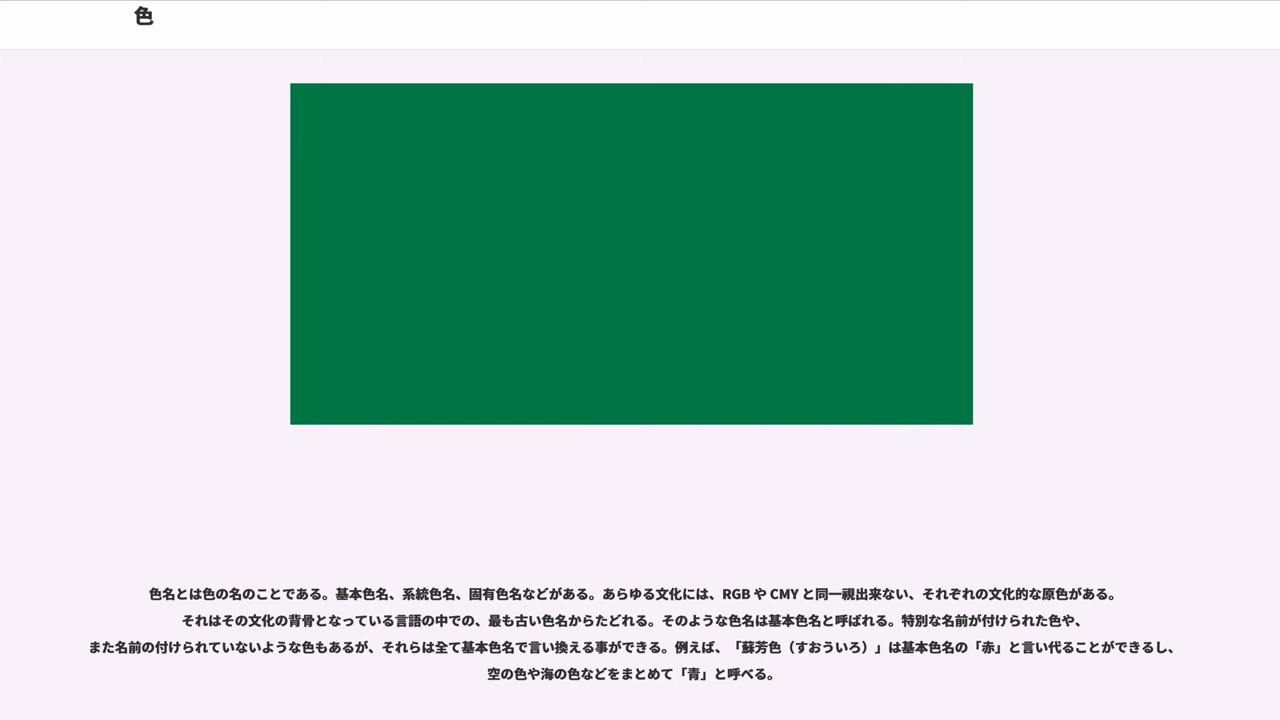 色
色名とは色の名のことである。基本色名、系統色名、固有色名などがある。あらゆる文化には、RGB や CMY と同一視出来ない、それぞれの文化的な原色がある。
それはその文化の背骨となっている言語の中での、最も古い色名からたどれる。そのような色名は基本色名と呼ばれる。特別な名前が付けられた色や、
また名前の付けられていないような色もあるが、それらは全て基本色名で言い換える事ができる。例えば、「蘇芳色（すおういろ）」は基本色名の「赤」と言い代ることができるし、
空の色や海の色などをまとめて「青」と呼べる。